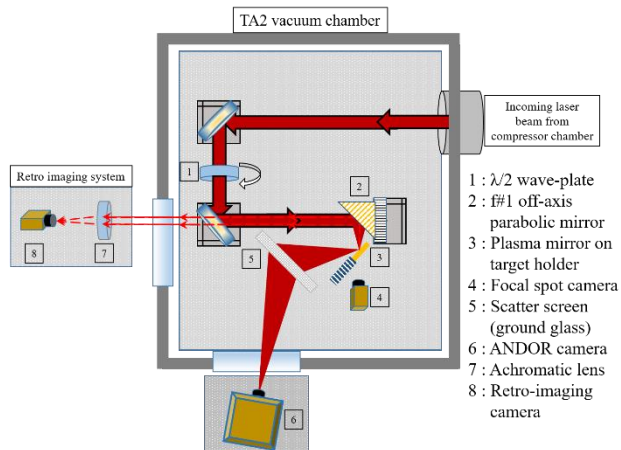 TA2 vacuum chamber
Incoming laser
beam from
compressor chamber
1
Retro imaging system
2
1 : λ/2 wave-plate
2 : f#1 off-axis
parabolic mirror
3 : Plasma mirror on
target holder
4 : Focal spot camera
5 : Scatter screen
(ground glass)
6 : ANDOR camera
7 : Achromatic lens
8 : Retro-imaging
camera
8
7
5
3
4
6